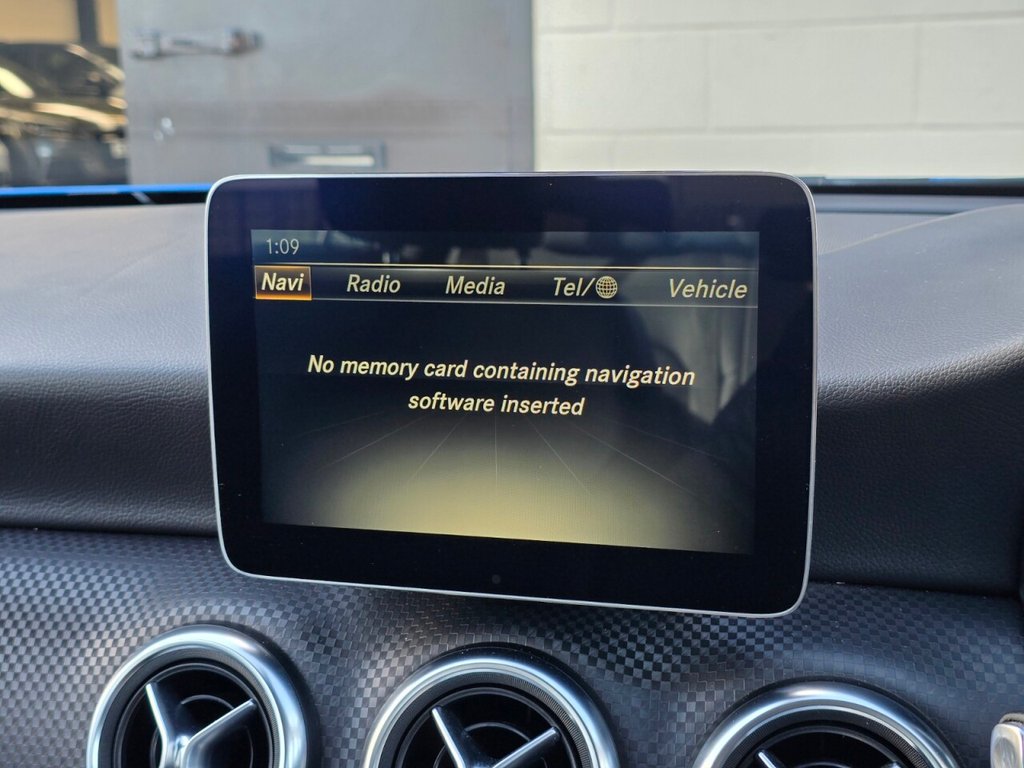 1:09
Navi Radio Media Tel/ Vehicle
No memory card containing navigation
software inserted